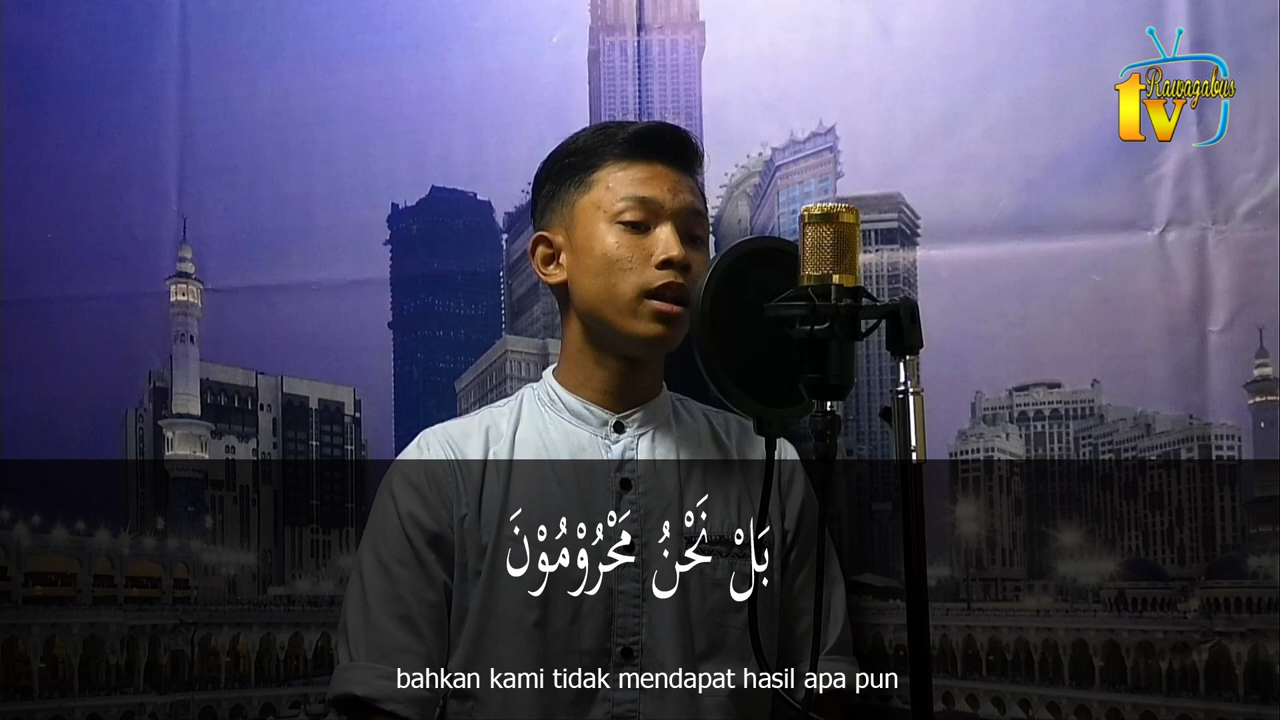 Rawagabus
tv
بَلْ نَحْنُ مَحْرُوْمُوْنَ
bahkan kami tidak mendapat hasil apa pun